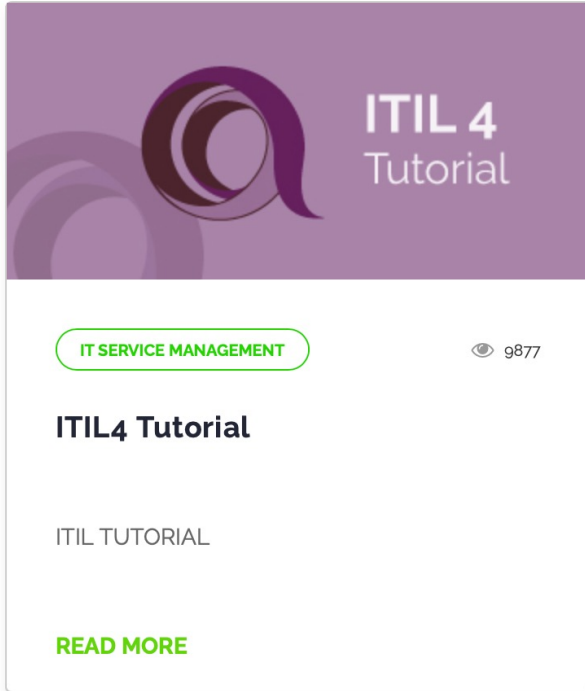 ITIL 4
Tutorial
IT SERVICE MANAGEMENT
9877
ITIL4 Tutorial
ITIL TUTORIAL
READ MORE